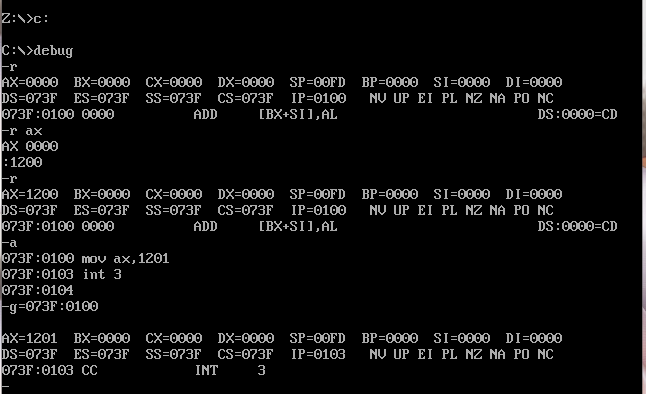 Z:\>c:
C:\>debug
-r
AX=0000 BX=0000 CX=0000 DX=0000 SP=00FD BP=0000 SI=0000 DI=0000
DS=073F ES=073F SS=073F CS=073F IP=0100 NV UP EI PL NZ NA PO NC
073F:0100 0000 ADD [BX+SI],AL DS:0000=CD
-r ax
AX 0000
:1200
-r
AX=1200 BX=0000 CX=0000 DX=0000 SP=00FD BP=0000 SI=0000 DI=0000
DS=073F ES=073F SS=073F CS=073F IP=0100 NV UP EI PL NZ NA PO NC
073F:0100 0000 ADD [BX+SI],AL DS:0000=CD
-a
073F:0100 mov ax,1201
073F:0103 int 3
073F:0104
-g=073F:0100
AX=1201 BX=0000 CX=0000 DX=0000 SP=00FD BP=0000 SI=0000 DI=0000
DS=073F ES=073F SS=073F CS=073F IP=0103 NV UP EI PL NZ NA PO NC
073F:0103 CC INT 3
-